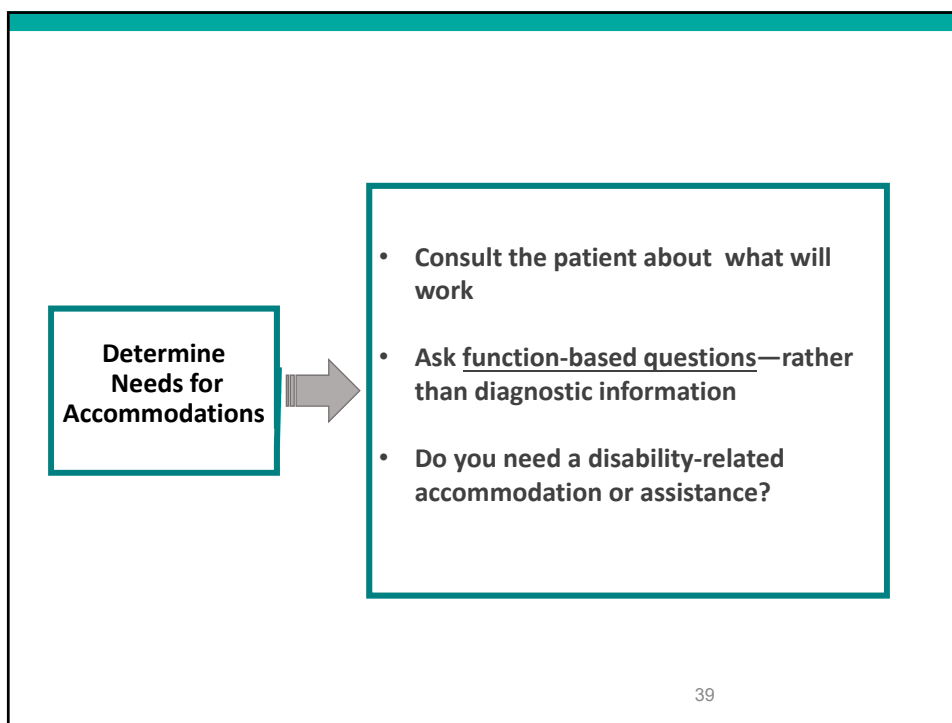 Determine
Needs for
Accommodations
• Consult the patient about  what will
work
• Ask function-based questions—rather
than diagnostic information
• Do you need a disability-related
accommodation or assistance?
39